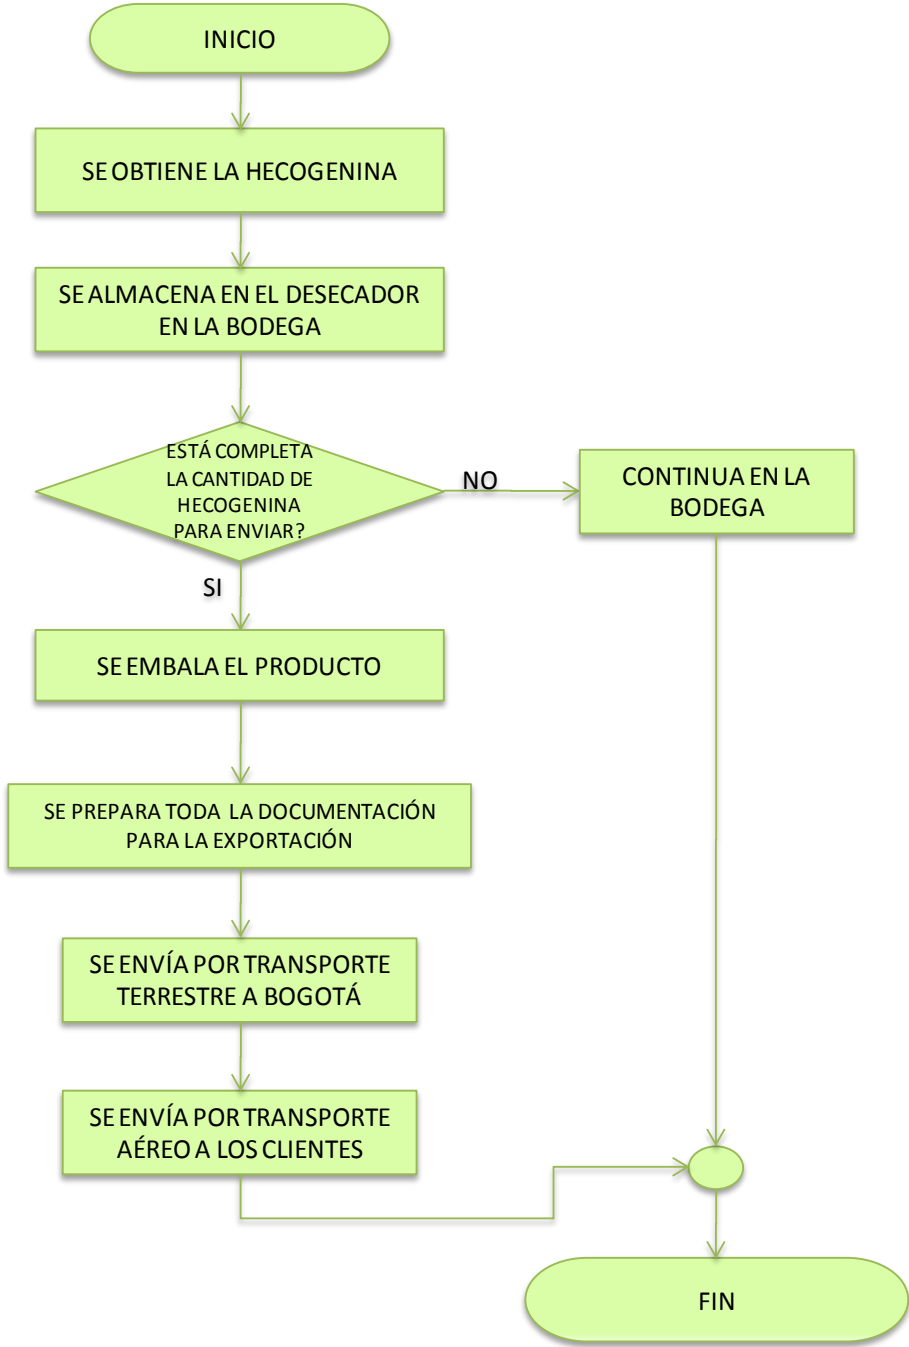 INICIO
SE OBTIENE LA HECOGENINA
SE ALMACENA EN EL DESECADOR
EN LA BODEGA
ESTÁ COMPLETA
LA CANTIDAD DE
HECOGENINA
PARA ENVIAR?
NO
CONTINUA EN LA
BODEGA
SI
SE EMBALA EL PRODUCTO
SE PREPARA TODA LA DOCUMENTACIÓN
PARA LA EXPORTACIÓN
SE ENVÍA POR TRANSPORTE
TERRESTRE A BOGOTÁ
SE ENVÍA POR TRANSPORTE
AÉREO A LOS CLIENTES
FIN